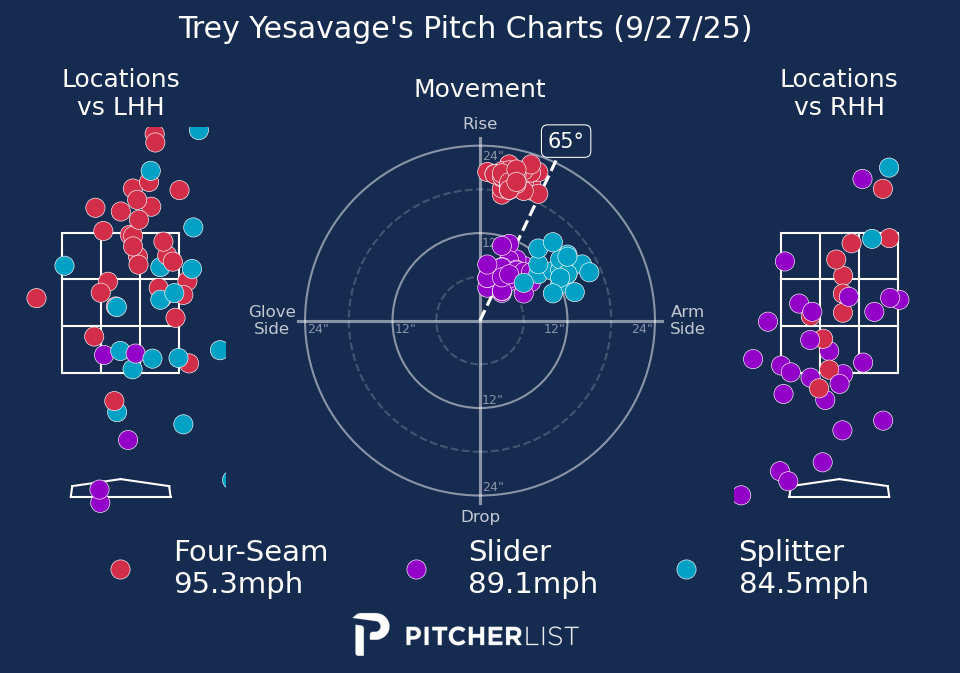 Trey Yesavage's Pitch Charts (9/27/25)
Locations
vs LHH
Movement
Locations
vs RHH
Rise
65°
24"
12"
Glove
Side
24"
12"
12"
24"
Arm
Side
12"
24"
Drop
Four-Seam
95.3mph
Slider
89.1mph
Splitter
84.5mph
PITCHERLIST